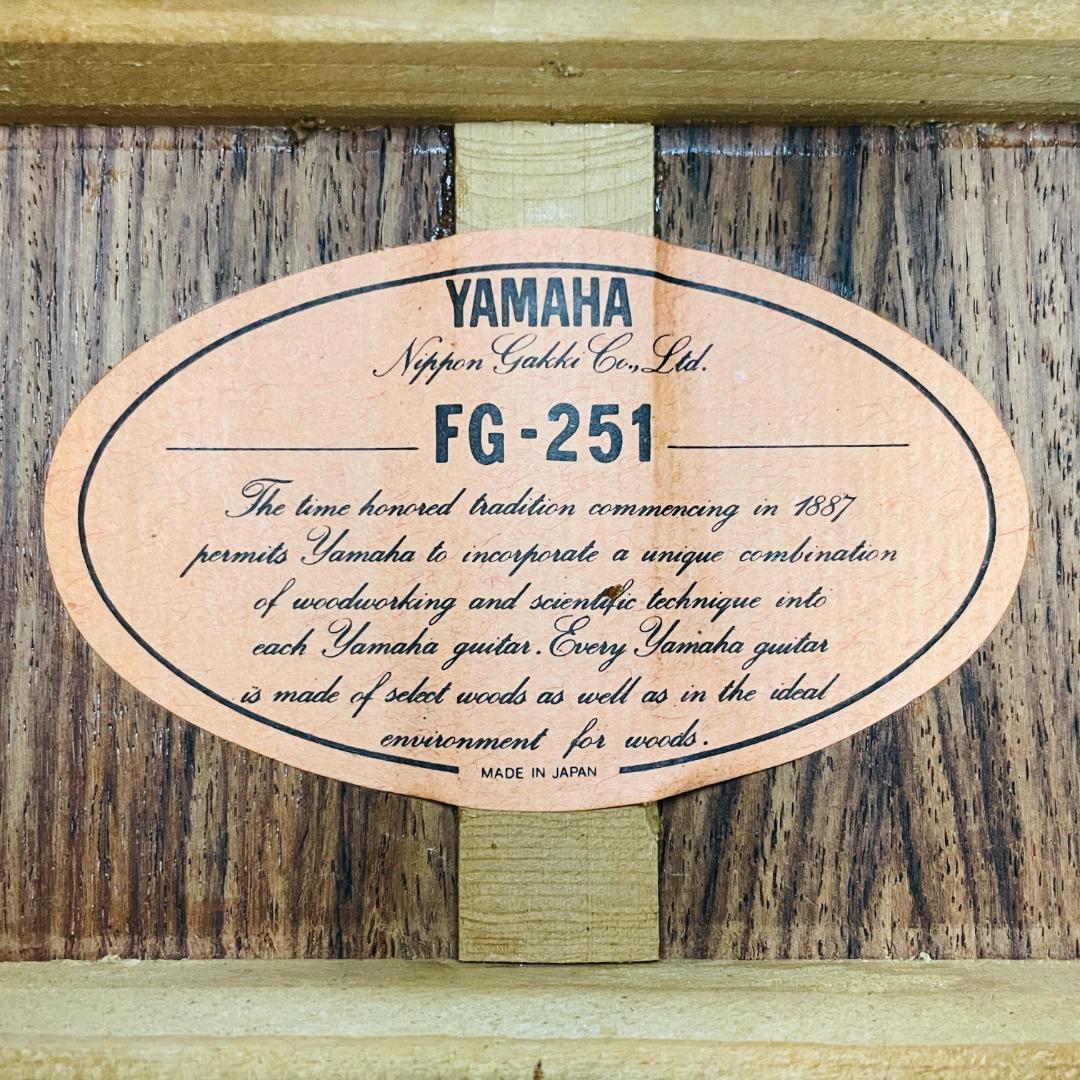 YAMAHA
Nippon Gakki Co., Ltd.
FG-251
The time honored tradition commencing in 1887
permits Yamaha to incorporate a unique combination
of woodworking and scientific technique into
each Yamaha guitar. Every Yamaha guitar
is made of select woods as well as in the ideal
environment for woods.
MADE IN JAPAN